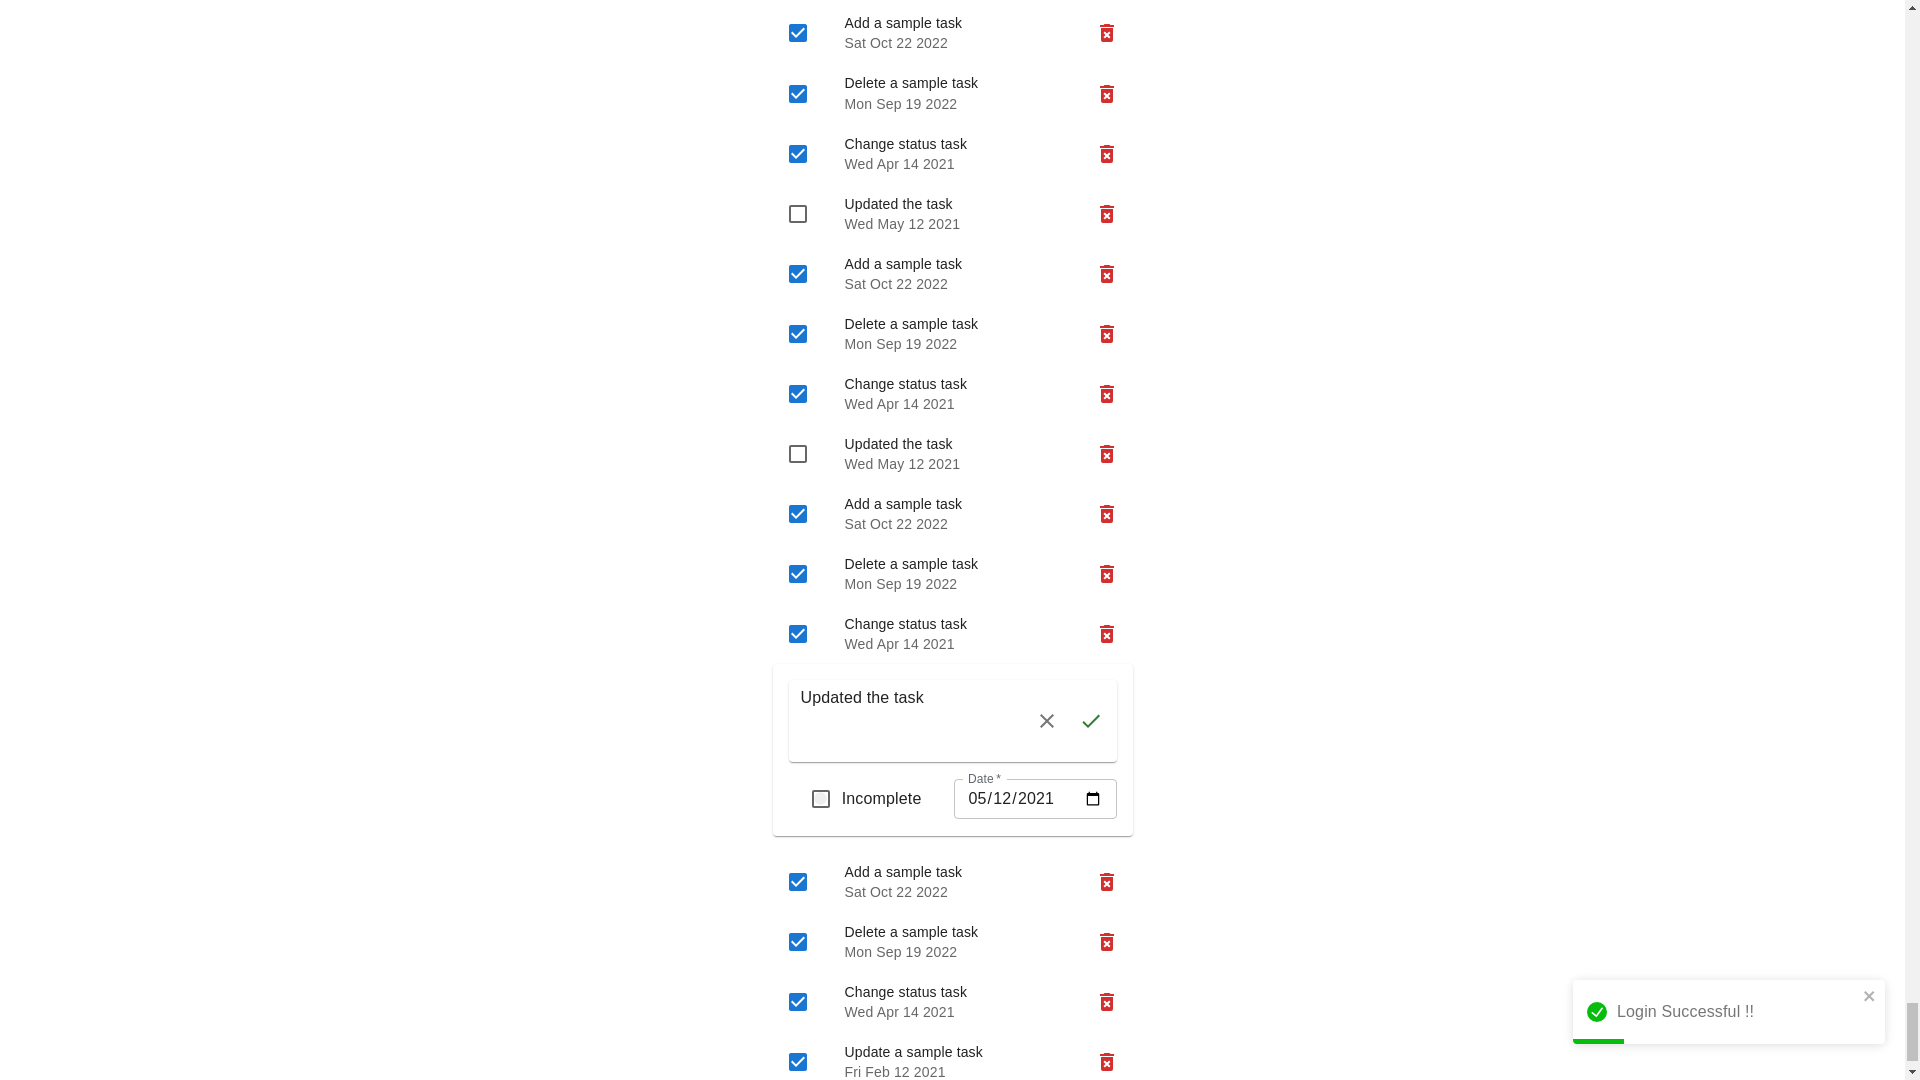 Add a sample task
Sat Oct 22 2022
Delete a sample task
Mon Sep 19 2022
Change status task
Wed Apr 14 2021
Updated the task
Wed May 12 2021
Add a sample task
Sat Oct 22 2022
Delete a sample task
Mon Sep 19 2022
Change status task
Wed Apr 14 2021
Updated the task
Wed May 12 2021
Add a sample task
Sat Oct 22 2022
Delete a sample task
Mon Sep 19 2022
Change status task
Wed Apr 14 2021
Updated the task
Date *
Incomplete 05/12/2021
Add a sample task
Sat Oct 22 2022
Delete a sample task
Mon Sep 19 2022
Change status task
Wed Apr 14 2021
Login Successful !!
Update a sample task
Fri Feb 12 2021